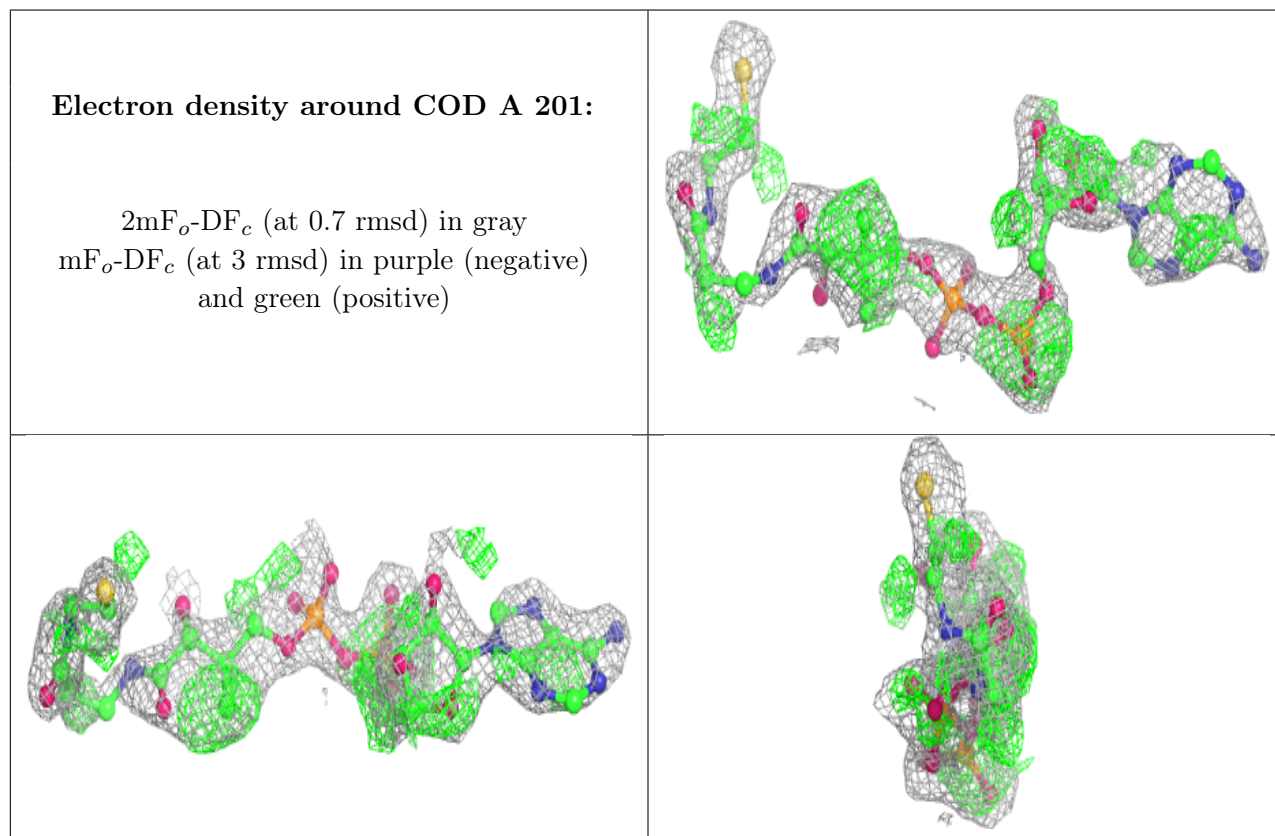 Electron density around COD A 201:
2mFₒ-DF𝒸 (at 0.7 rmsd) in gray
mFₒ-DF𝒸 (at 3 rmsd) in purple (negative)
and green (positive)